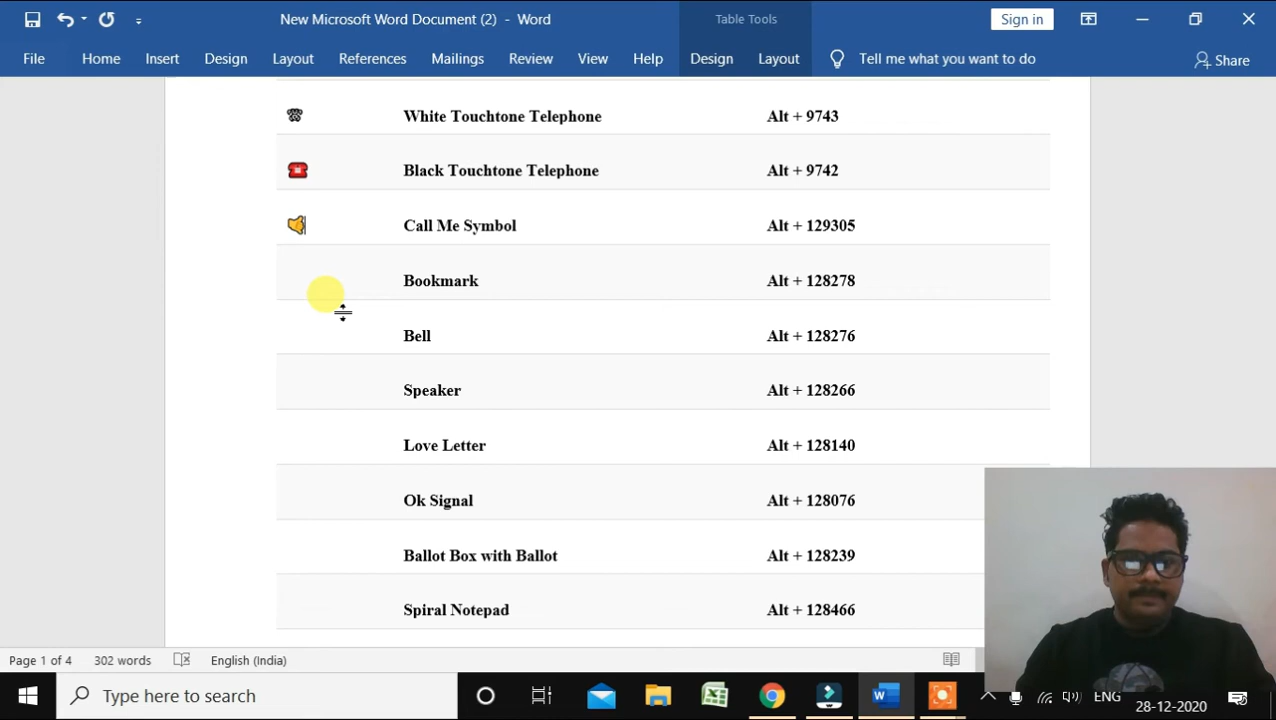 New Microsoft Word Document (2) - Word
Table Tools
Sign in
File
Home
Insert
Design
Layout
References
Mailings
Review
View
Help
Design
Layout
Tell me what you want to do
Share
White Touchtone Telephone Alt + 9743
Black Touchtone Telephone Alt + 9742
Call Me Symbol Alt + 129305
Bookmark Alt + 128278
Bell Alt + 128276
Speaker Alt + 128266
Love Letter Alt + 128140
Ok Signal Alt + 128076
Ballot Box with Ballot Alt + 128239
Spiral Notepad Alt + 128466
Page 1 of 4 302 words English (India)
Type here to search
ENG
28-12-2020